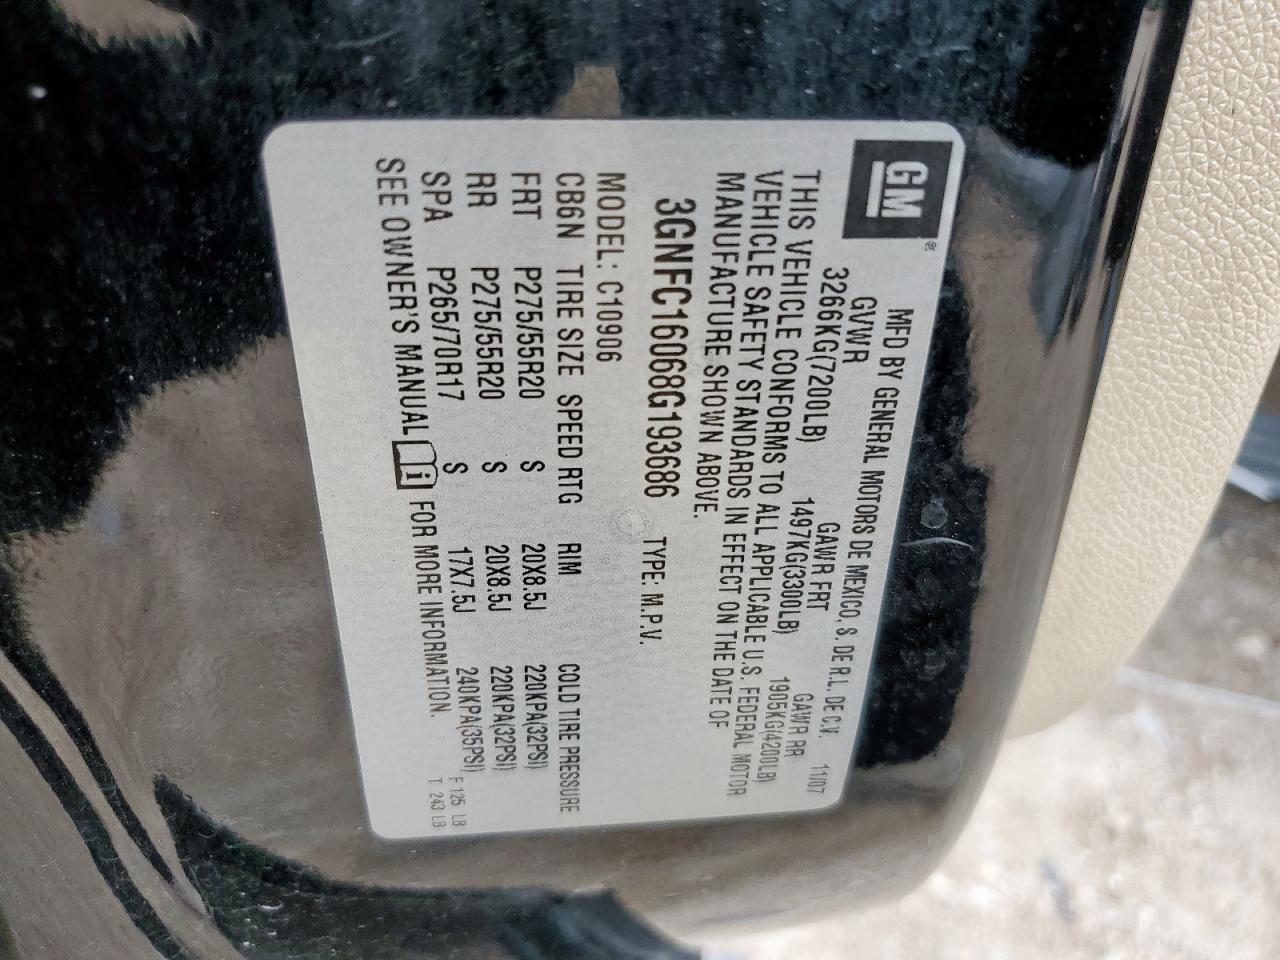 GM
MFD BY GENERAL MOTORS DE MEXICO, S. DE R.L. DE C.V. 11/07
GVWR GAWR FRT GAWR RR
3266KG(7200LB) 1497KG(3300LB) 1905KG(4200LB)
THIS VEHICLE CONFORMS TO ALL APPLICABLE U.S. FEDERAL MOTOR
VEHICLE SAFETY STANDARDS IN EFFECT ON THE DATE OF
MANUFACTURE SHOWN ABOVE.
3GNFC16068G193686 TYPE: M.P.V.
MODEL: C10906
CB6N TIRE SIZE SPEED RTG RIM COLD TIRE PRESSURE
FRT P275/55R20 S 20X8.5J 220KPA(32PSI)
RR P275/55R20 S 20X8.5J 220KPA(32PSI)
SPA P265/70R17 S 17X7.5J 240KPA(35PSI) F 125 LB
SEE OWNER'S MANUAL i FOR MORE INFORMATION. T 243 LB